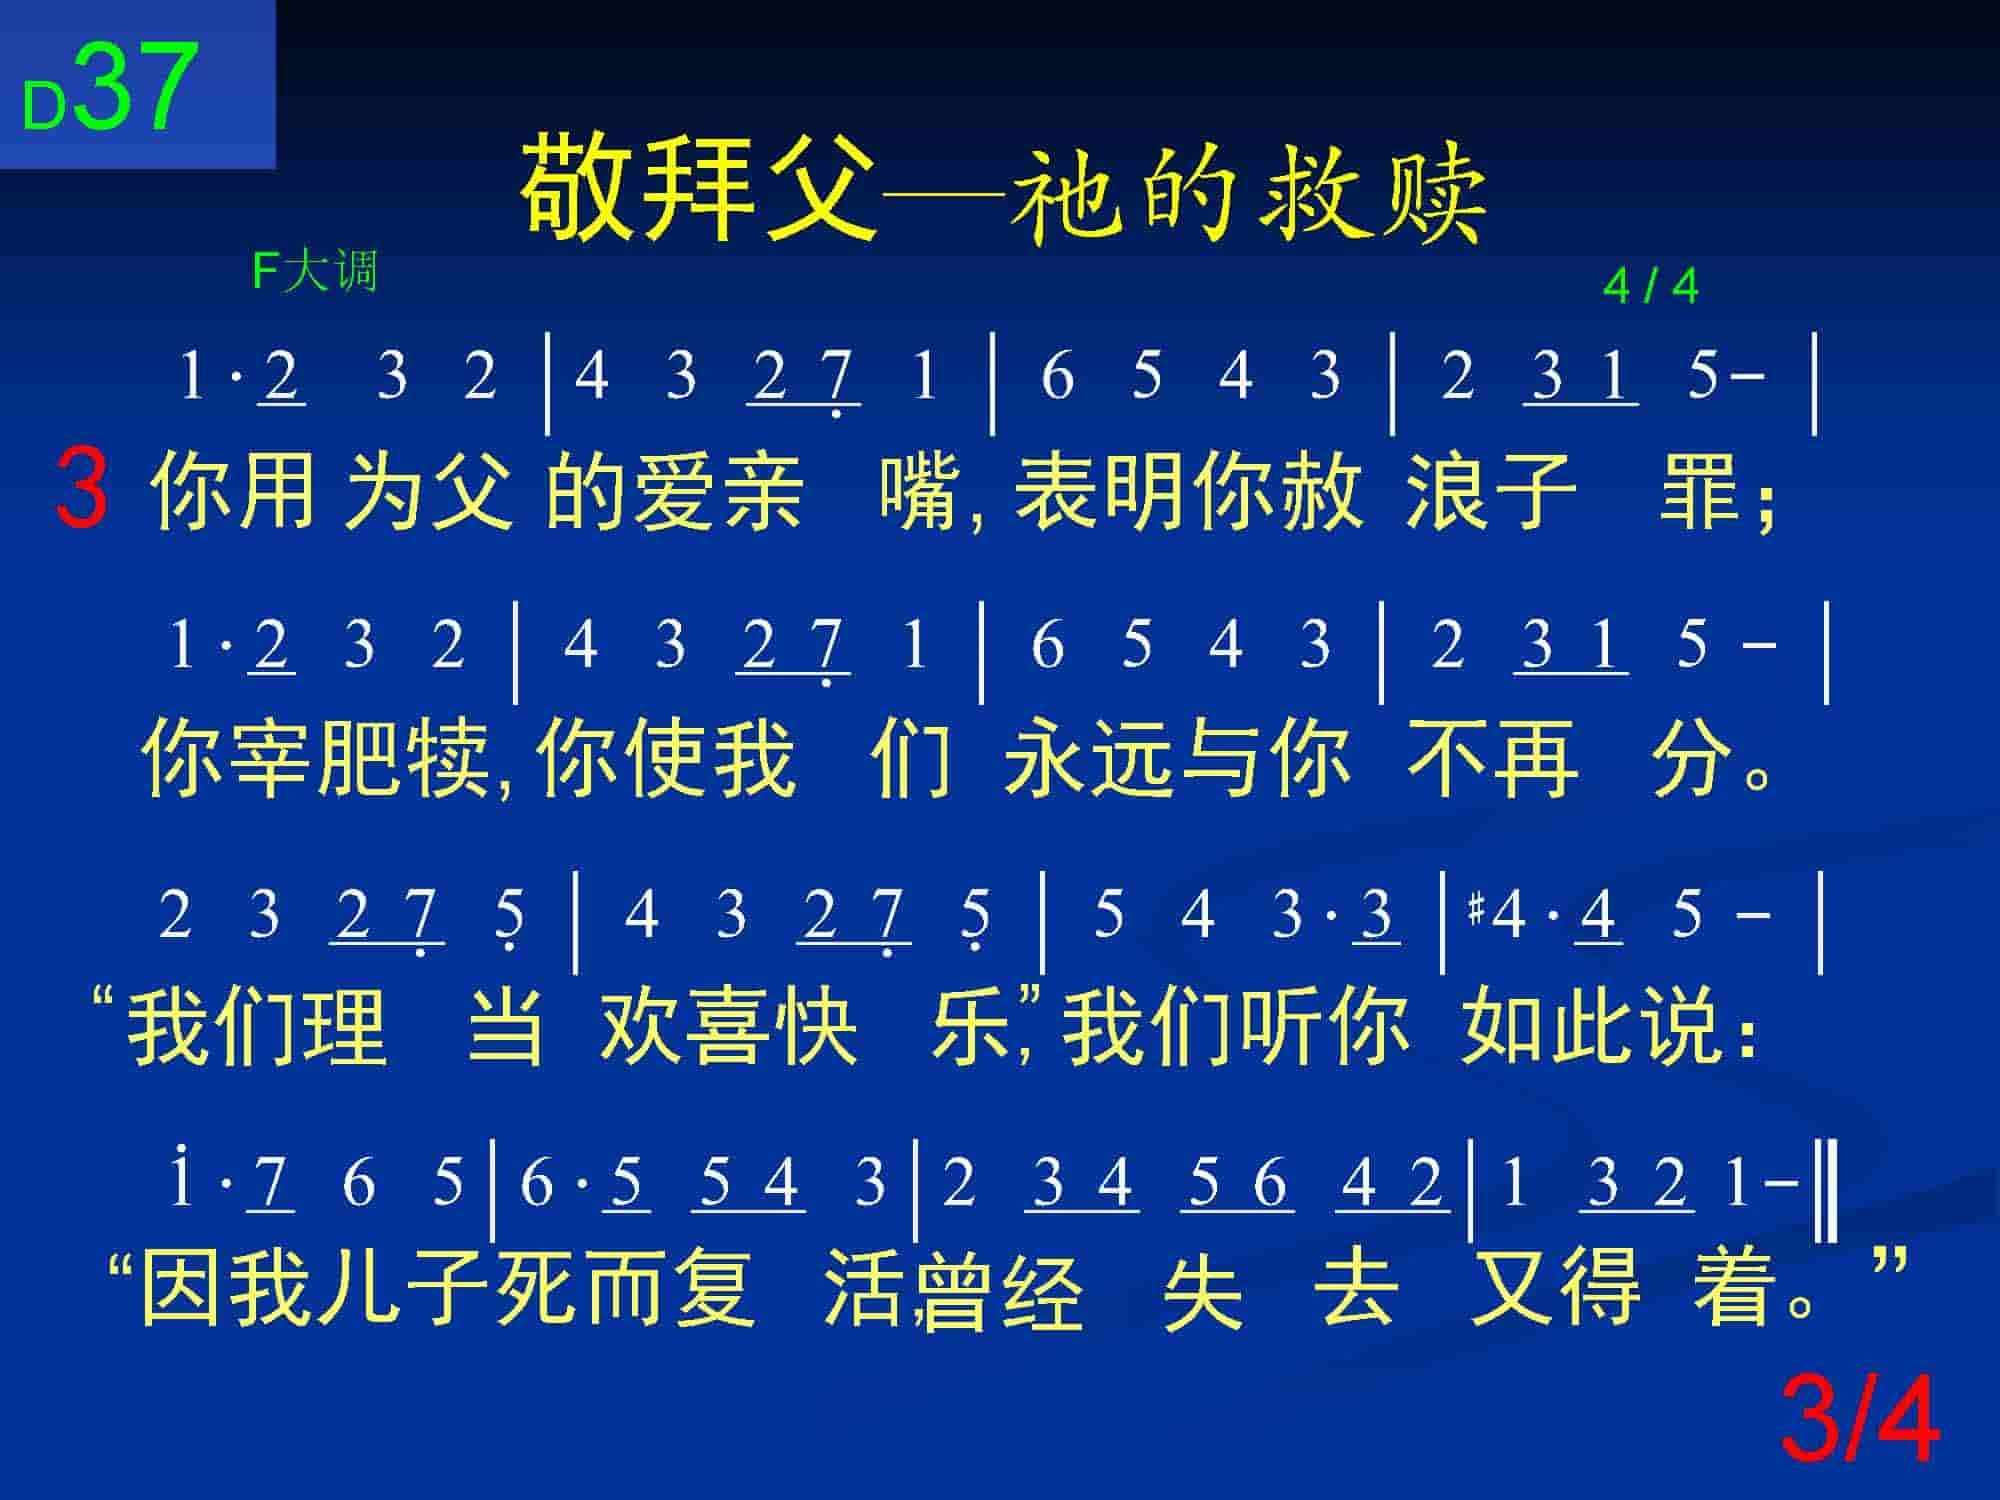 D37
敬拜父—祂的救赎
F大调 4 / 4
1 · 2 3 2 | 4 3 2 7̣ 1 | 6 5 4 3 | 2 3 1 5 – |
3 你用为父的爱亲嘴,表明你赦浪子罪;
1 · 2 3 2 | 4 3 2 7̣ 1 | 6 5 4 3 | 2 3 1 5 – |
你宰肥犊,你使我们永远与你不再分。
2 3 2 7̣ 5̣ | 4 3 2 7̣ 5̣ | 5 4 3 · 3 | #4 · 4 5 – |
“我们理当欢喜快乐”,我们听你如此说:
1̇ · 7 6 5 | 6 · 5 5 4 3 | 2 3 4 5 6 4 2 | 1 3 2 1 – ‖
“因我儿子死而复活,曾经失去又得着。”
3/4